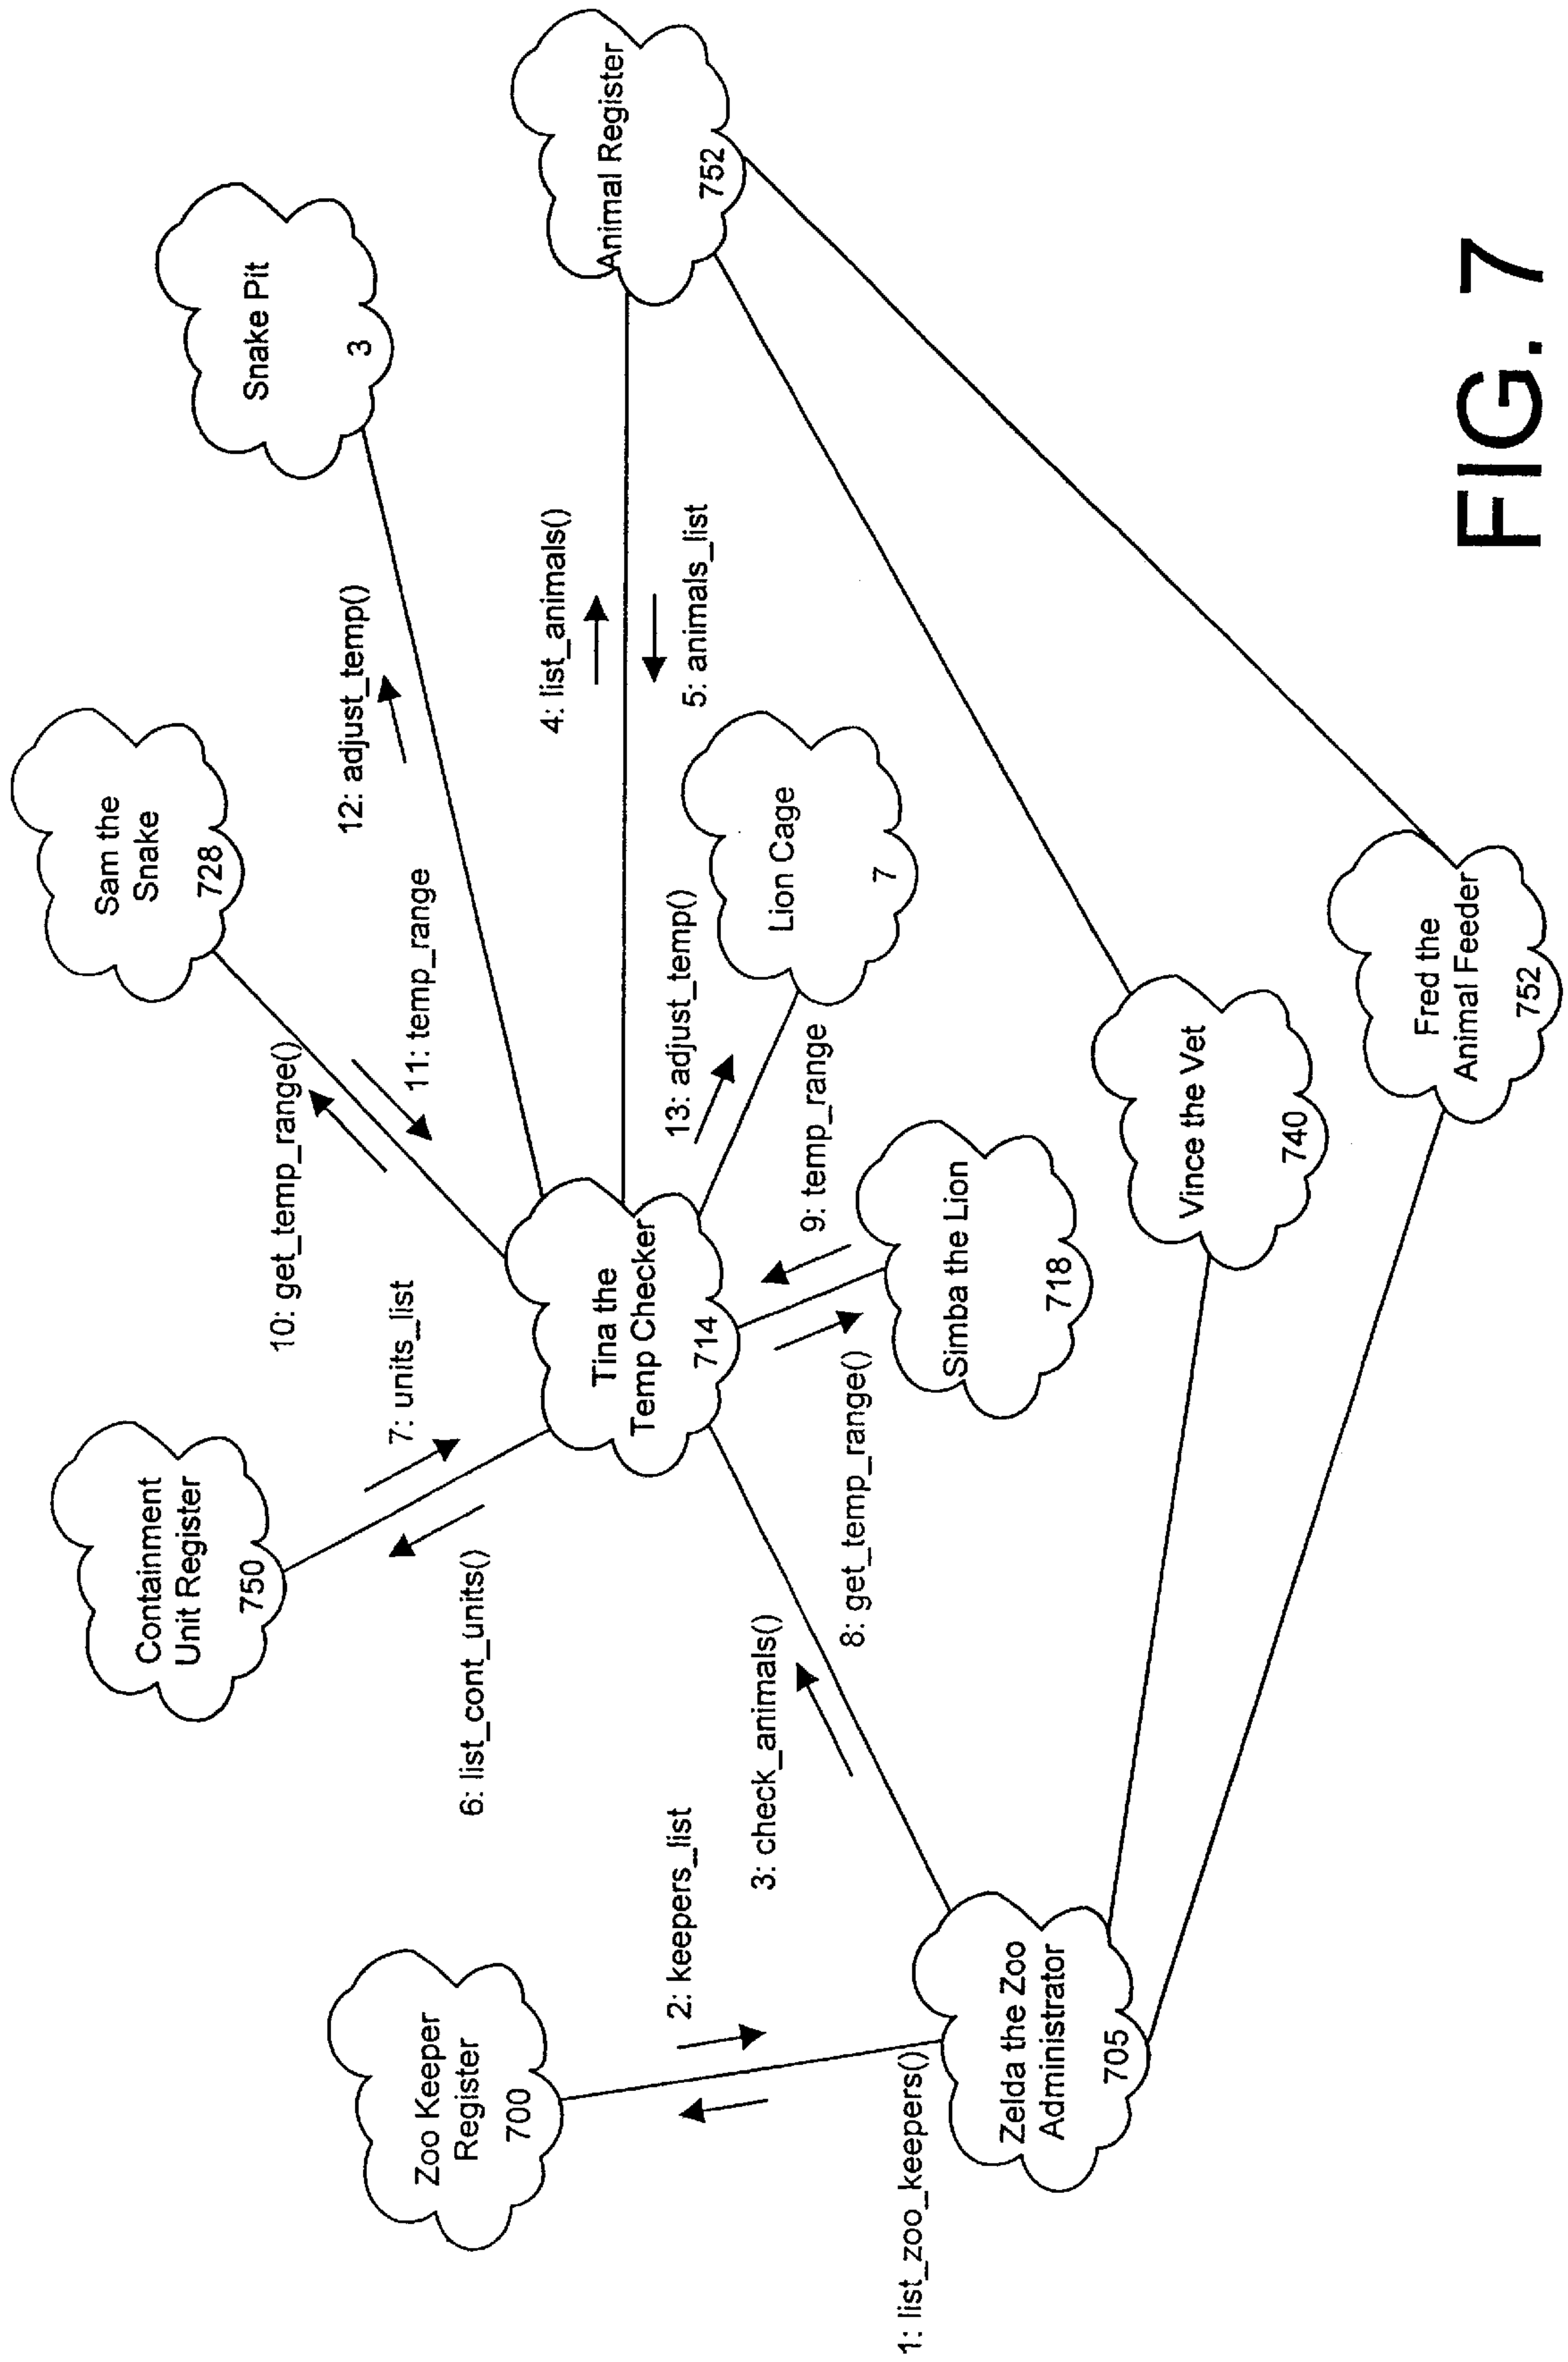 Zoo Keeper
Register
700
1: list_zoo_keepers()
2: keepers_list
Zelda the Zoo
Administrator
705
3: check_animals()
Containment
Unit Register
750
6: list_cont_units()
7: units_list
Tina the
Temp Checker
714
8: get_temp_range()
9: temp_range
Simba the Lion
718
10: get_temp_range()
11: temp_range
Sam the
Snake
728
12: adjust_temp()
Snake Pit
3
13: adjust_temp()
Lion Cage
7
4: list_animals()
5: animals_list
Animal Register
752
Vince the Vet
740
Fred the
Animal Feeder
752
FIG. 7